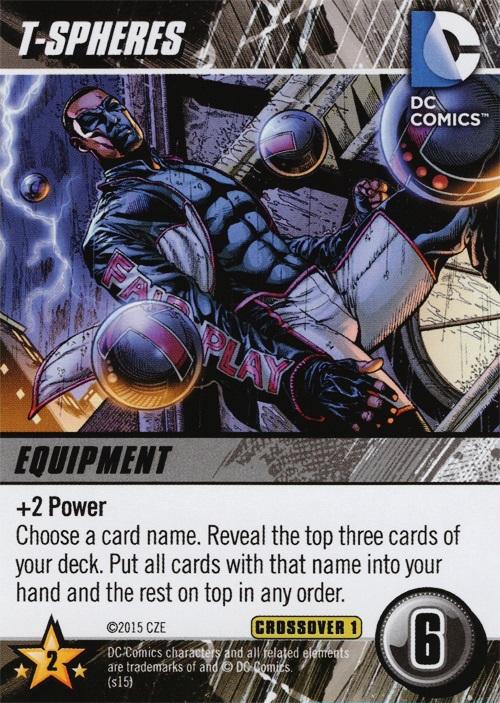 T-SPHERES
DC
COMICS™
FAIR PLAY
EQUIPMENT
+2 Power
Choose a card name. Reveal the top three cards of
your deck. Put all cards with that name into your
hand and the rest on top in any order.
©2015 CZE
CROSSOVER 1
6
2
DC Comics characters and all related elements
are trademarks of and © DC Comics.
(s15)